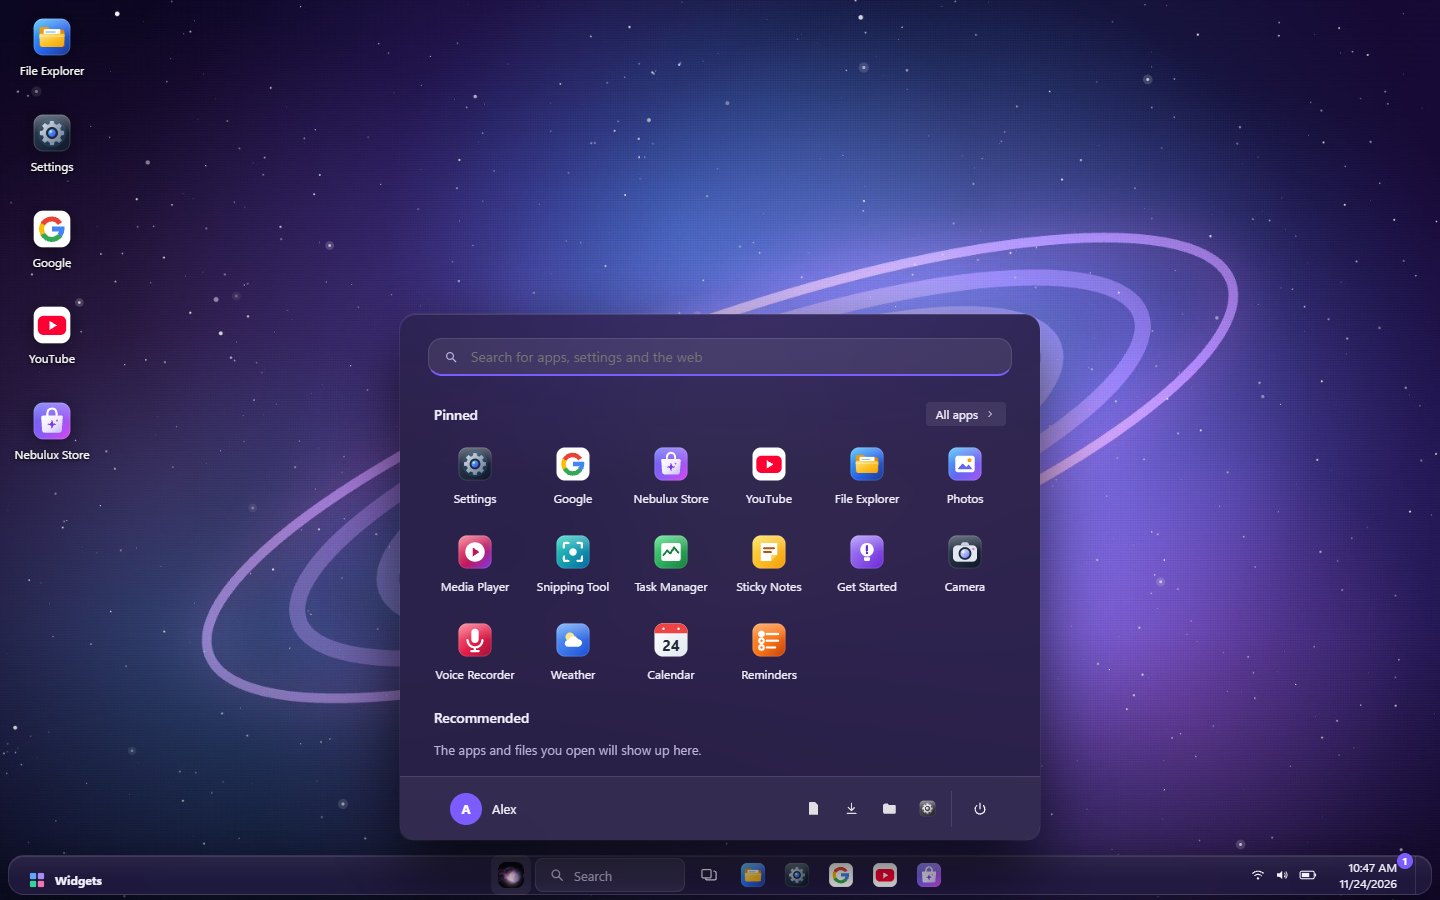 File Explorer
Settings
Google
YouTube
Nebulux Store
Search for apps, settings and the web
Pinned
All apps
Settings
Google
Nebulux Store
YouTube
File Explorer
Photos
Media Player
Snipping Tool
Task Manager
Sticky Notes
Get Started
Camera
Voice Recorder
Weather
24
Calendar
Reminders
Recommended
The apps and files you open will show up here.
A
Alex
Widgets
Search
10:47 AM
1
11/24/2026